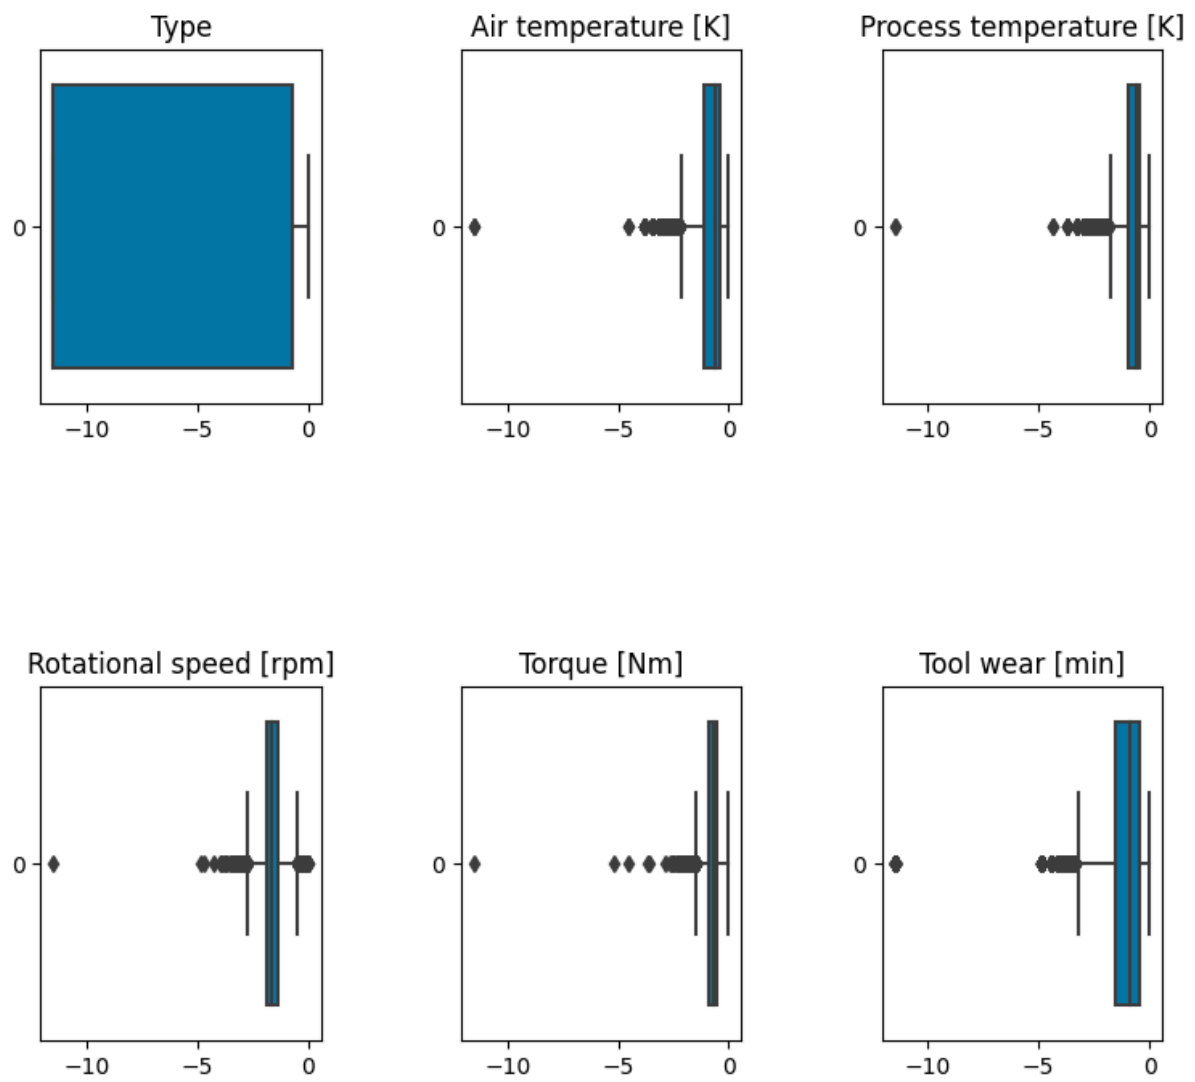 Type
Air temperature [K]
Process temperature [K]
0
0
0
−10 −5 0
−10 −5 0
−10 −5 0
Rotational speed [rpm]
Torque [Nm]
Tool wear [min]
0
0
0
−10 −5 0
−10 −5 0
−10 −5 0